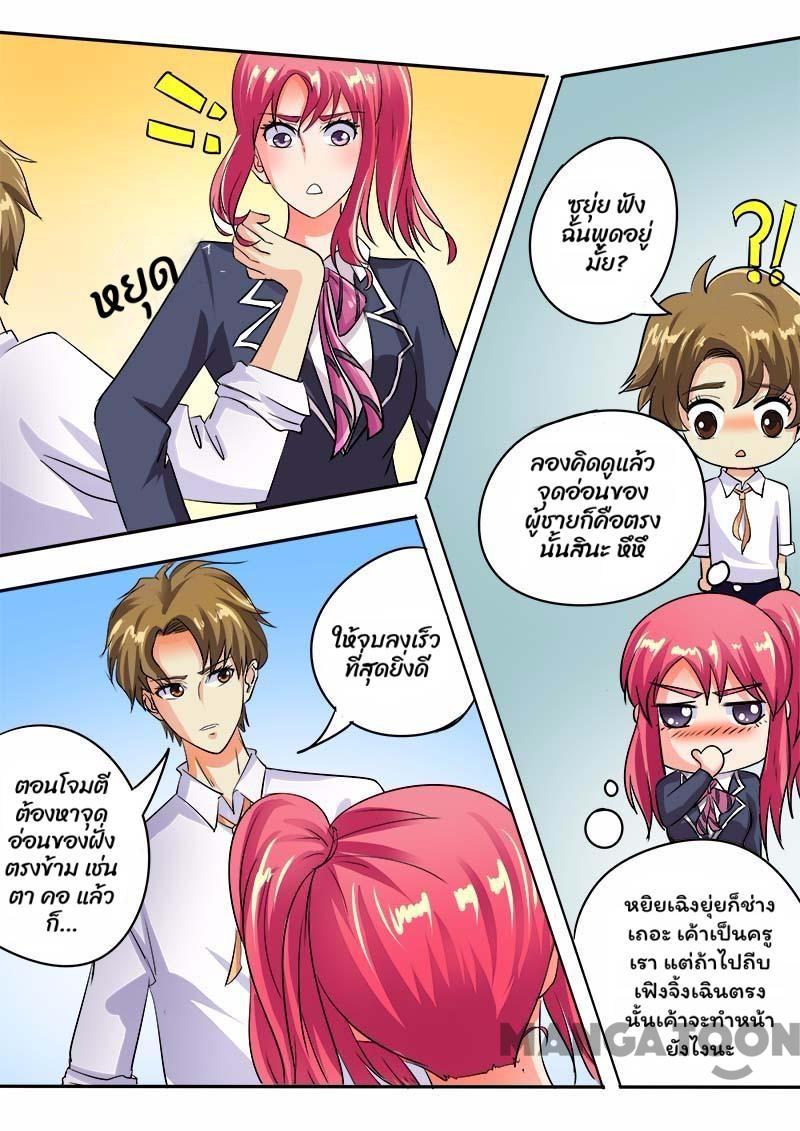 หยุด
ให้จบลงเร็ว
ที่สุดยิ่งดี
ตอนโจมตี
ต้องหาจุด
อ่อนของฝั่ง
ตรงข้าม เช่น
ตา คอ แล้ว
ก็...
?!
ซยุ่ย ฟัง
ฉันพูดอยู่
มั้ย?
ลองคิดดูแล้ว
จุดอ่อนของ
ผู้ชายก็คือตรง
นั้นสินะ หึหึ
หยิยเฉิงยุ่ยก็ช่าง
เถอะ เค้าเป็นครู
เรา แต่ถ้าไปถีบ
เฟิงจิ้งเฉินตรง
นั้นเค้าจะทำหน้า
ยังไงนะ
MANGATOON